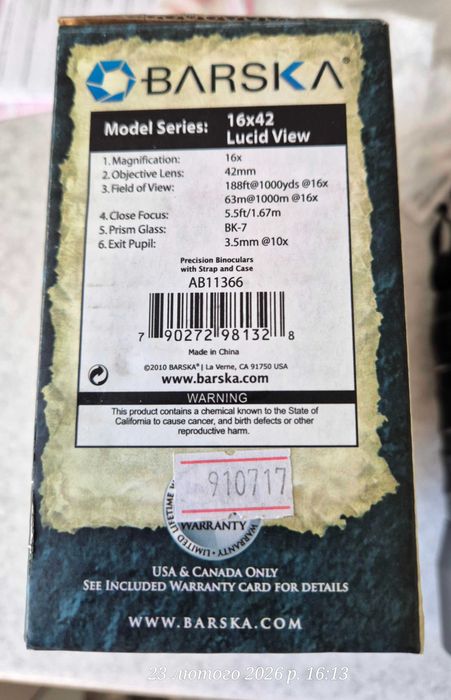 BARSKA®
Model Series: 16x42 Lucid View
1. Magnification: 16x
2. Objective Lens: 42mm
3. Field of View: 188ft@1000yds @16x
63m@1000m @16x
4. Close Focus: 5.5ft/1.67m
5. Prism Glass: BK-7
6. Exit Pupil: 3.5mm @10x
Precision Binoculars
with Strap and Case
AB11366
7 90272 98132 8
Made in China
©2010 BARSKA® | La Verne, CA 91750 USA
www.barska.com
WARNING
This product contains a chemical known to the State of
California to cause cancer, and birth defects or other
reproductive harm.
910717
WARRANTY
LIMITED LIFETIME
LIMITED WARRANTY
USA & CANADA ONLY
SEE INCLUDED WARRANTY CARD FOR DETAILS
WWW.BARSKA.COM
23 лютого 2026 р. 16:13